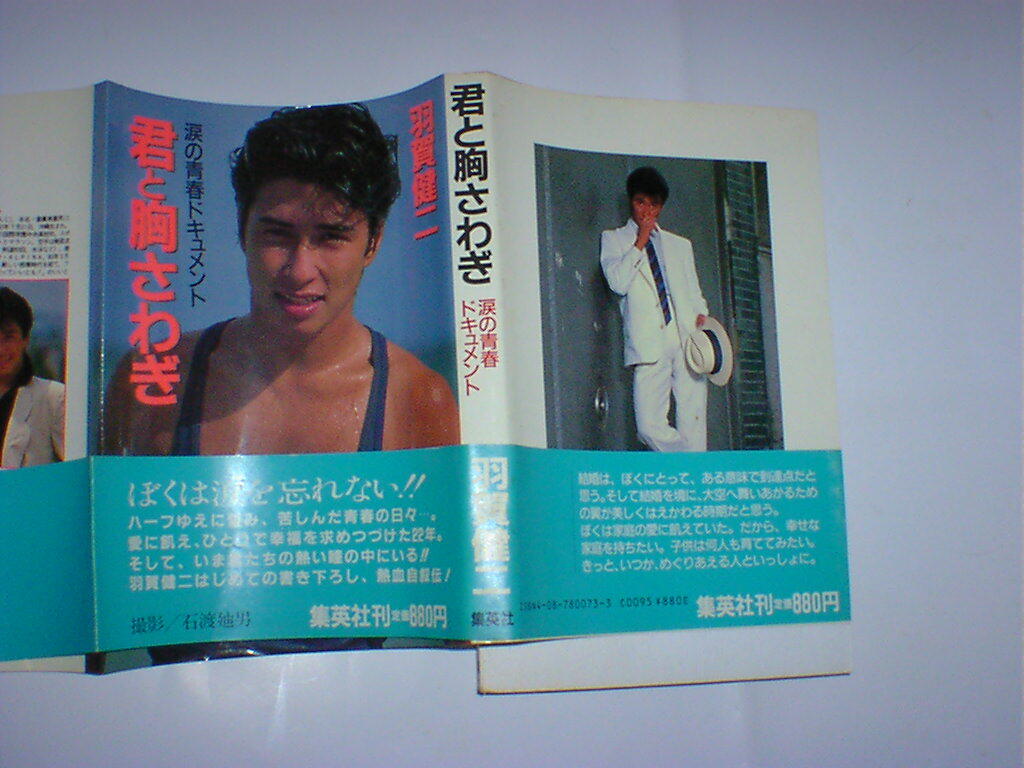 君と胸さわぎ
涙の青春ドキュメント
羽賀健二
ぼくは涙を忘れない!!
ハーフゆえに悩み、苦しんだ青春の日々…。
愛に飢え、ひとりで幸福を求めつづけた22年。
そして、いま君たちの熱い瞳の中にいる!!
羽賀健二はじめての書き下ろし、熱血自叙伝!
撮影/石渡
男
集英社刊 定価880円
君と胸さわぎ
涙の青春
ドキュメント
羽賀健二
集英社
結婚は、ぼくにとって、ある意味で到達点だと
思う。そして結婚を境に、大空へ舞いあがるため
の翼が美しくはえかわる時期だと思う。
ぼくは家庭の愛に飢えていた。だから、幸せな
家庭を持ちたい。子供は何人も育ててみたい。
きっと、いつか、めぐりあえる人といっしょに。
ISBN4-08-780073-3 C0095 ¥880E
集英社刊 定価880円